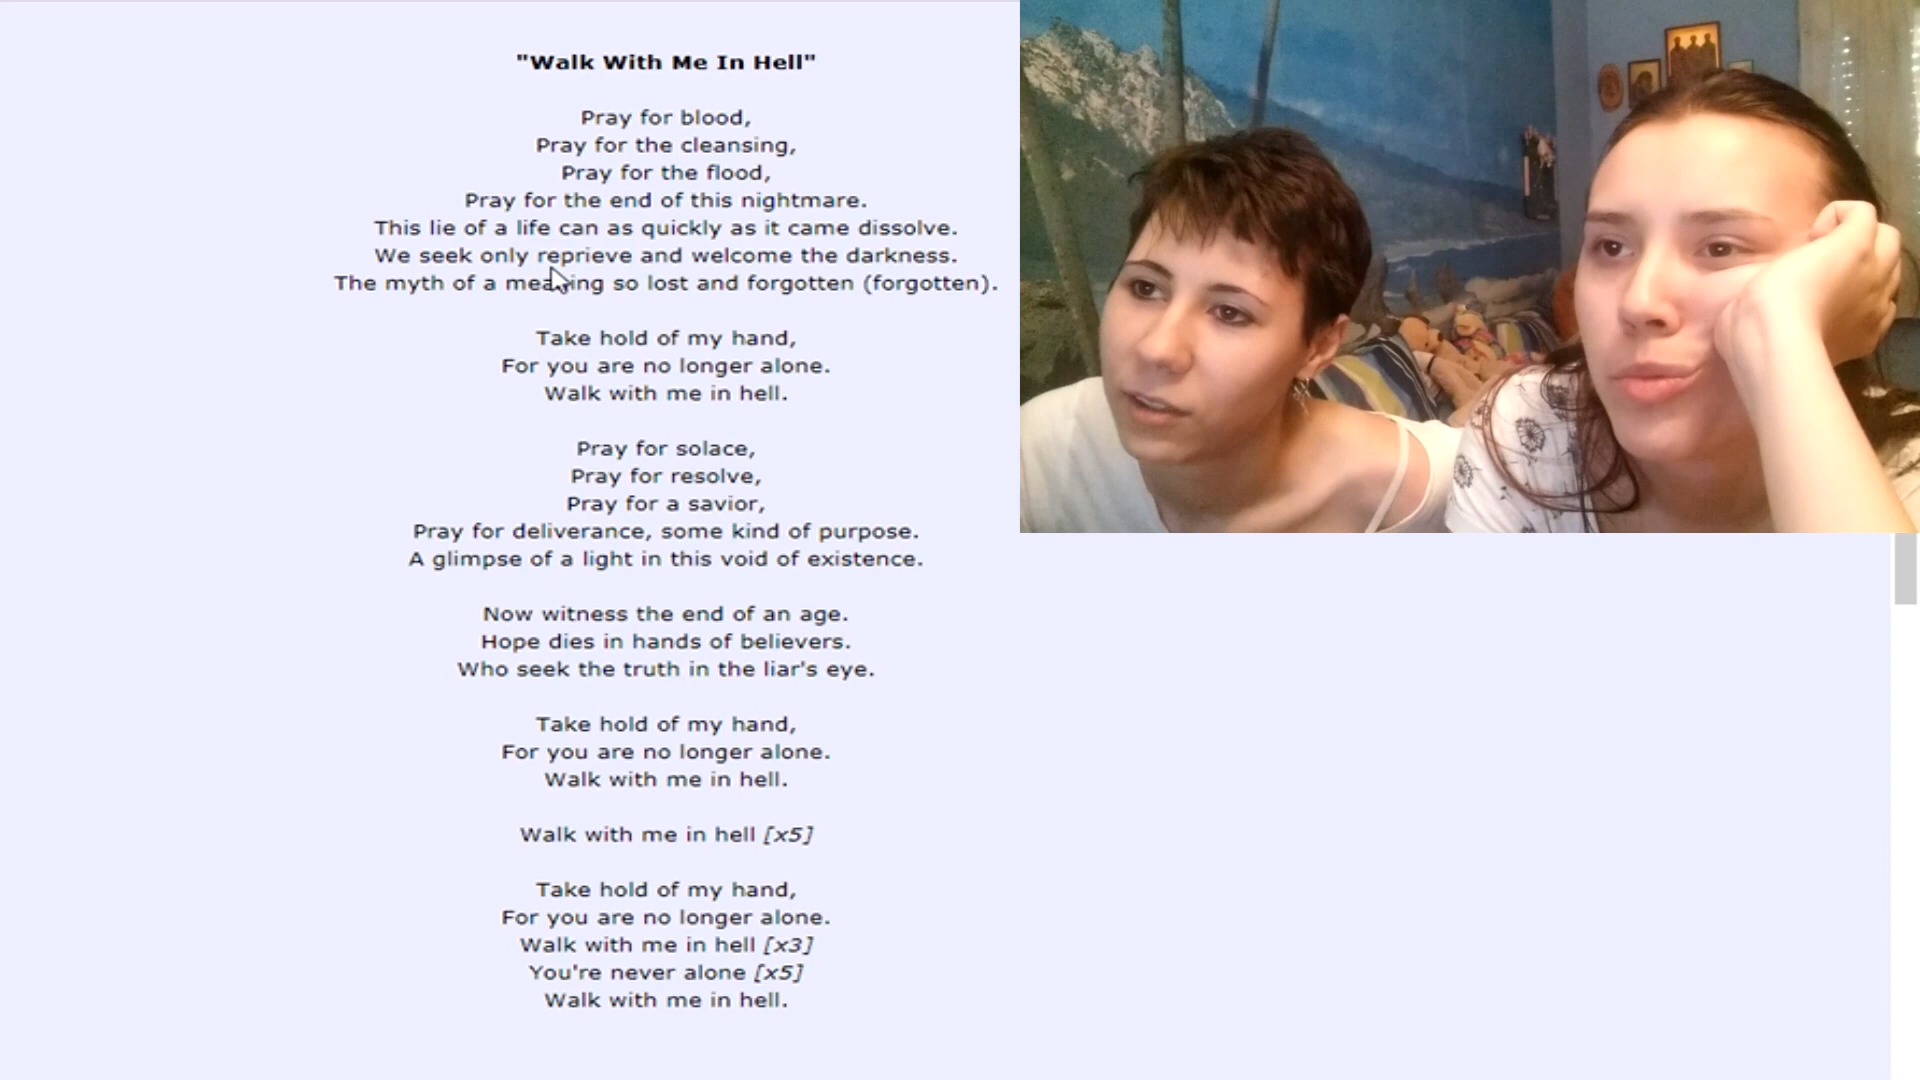 "Walk With Me In Hell"
Pray for blood,
Pray for the cleansing,
Pray for the flood,
Pray for the end of this nightmare.
This lie of a life can as quickly as it came dissolve.
We seek only reprieve and welcome the darkness.
The myth of a meaning so lost and forgotten (forgotten).
Take hold of my hand,
For you are no longer alone.
Walk with me in hell.
Pray for solace,
Pray for resolve,
Pray for a savior,
Pray for deliverance, some kind of purpose.
A glimpse of a light in this void of existence.
Now witness the end of an age.
Hope dies in hands of believers.
Who seek the truth in the liar's eye.
Take hold of my hand,
For you are no longer alone.
Walk with me in hell.
Walk with me in hell [x5]
Take hold of my hand,
For you are no longer alone.
Walk with me in hell [x3]
You're never alone [x5]
Walk with me in hell.